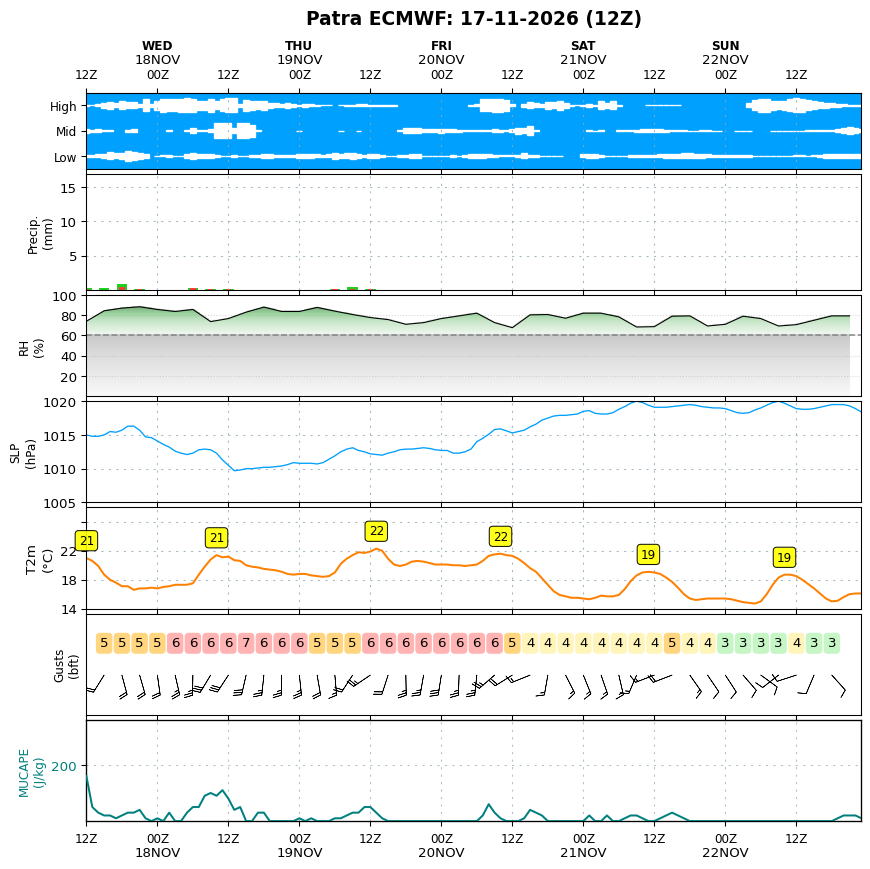 Patra ECMWF: 17-11-2026 (12Z)
WED THU FRI SAT SUN
18NOV 19NOV 20NOV 21NOV 22NOV
12Z 00Z 12Z 00Z 12Z 00Z 12Z 00Z 12Z 00Z 12Z
High
Mid
Low
Precip.
(mm)
15
10
5
RH
(%)
100
80
60
40
20
SLP
(hPa)
1020
1015
1010
1005
T2m
(°C)
22
18
14
21 21 22 22 19 19
Gusts
(bft)
5 5 5 5 6 6 6 6 7 6 6 6 5 5 5 6 6 6 6 6 6 6 6 5 4 4 4 4 4 4 4 4 5 4 4 3 3 3 3 4 3 3
MUCAPE
(J/kg)
200
12Z 00Z 12Z 00Z 12Z 00Z 12Z 00Z 12Z 00Z 12Z
18NOV 19NOV 20NOV 21NOV 22NOV